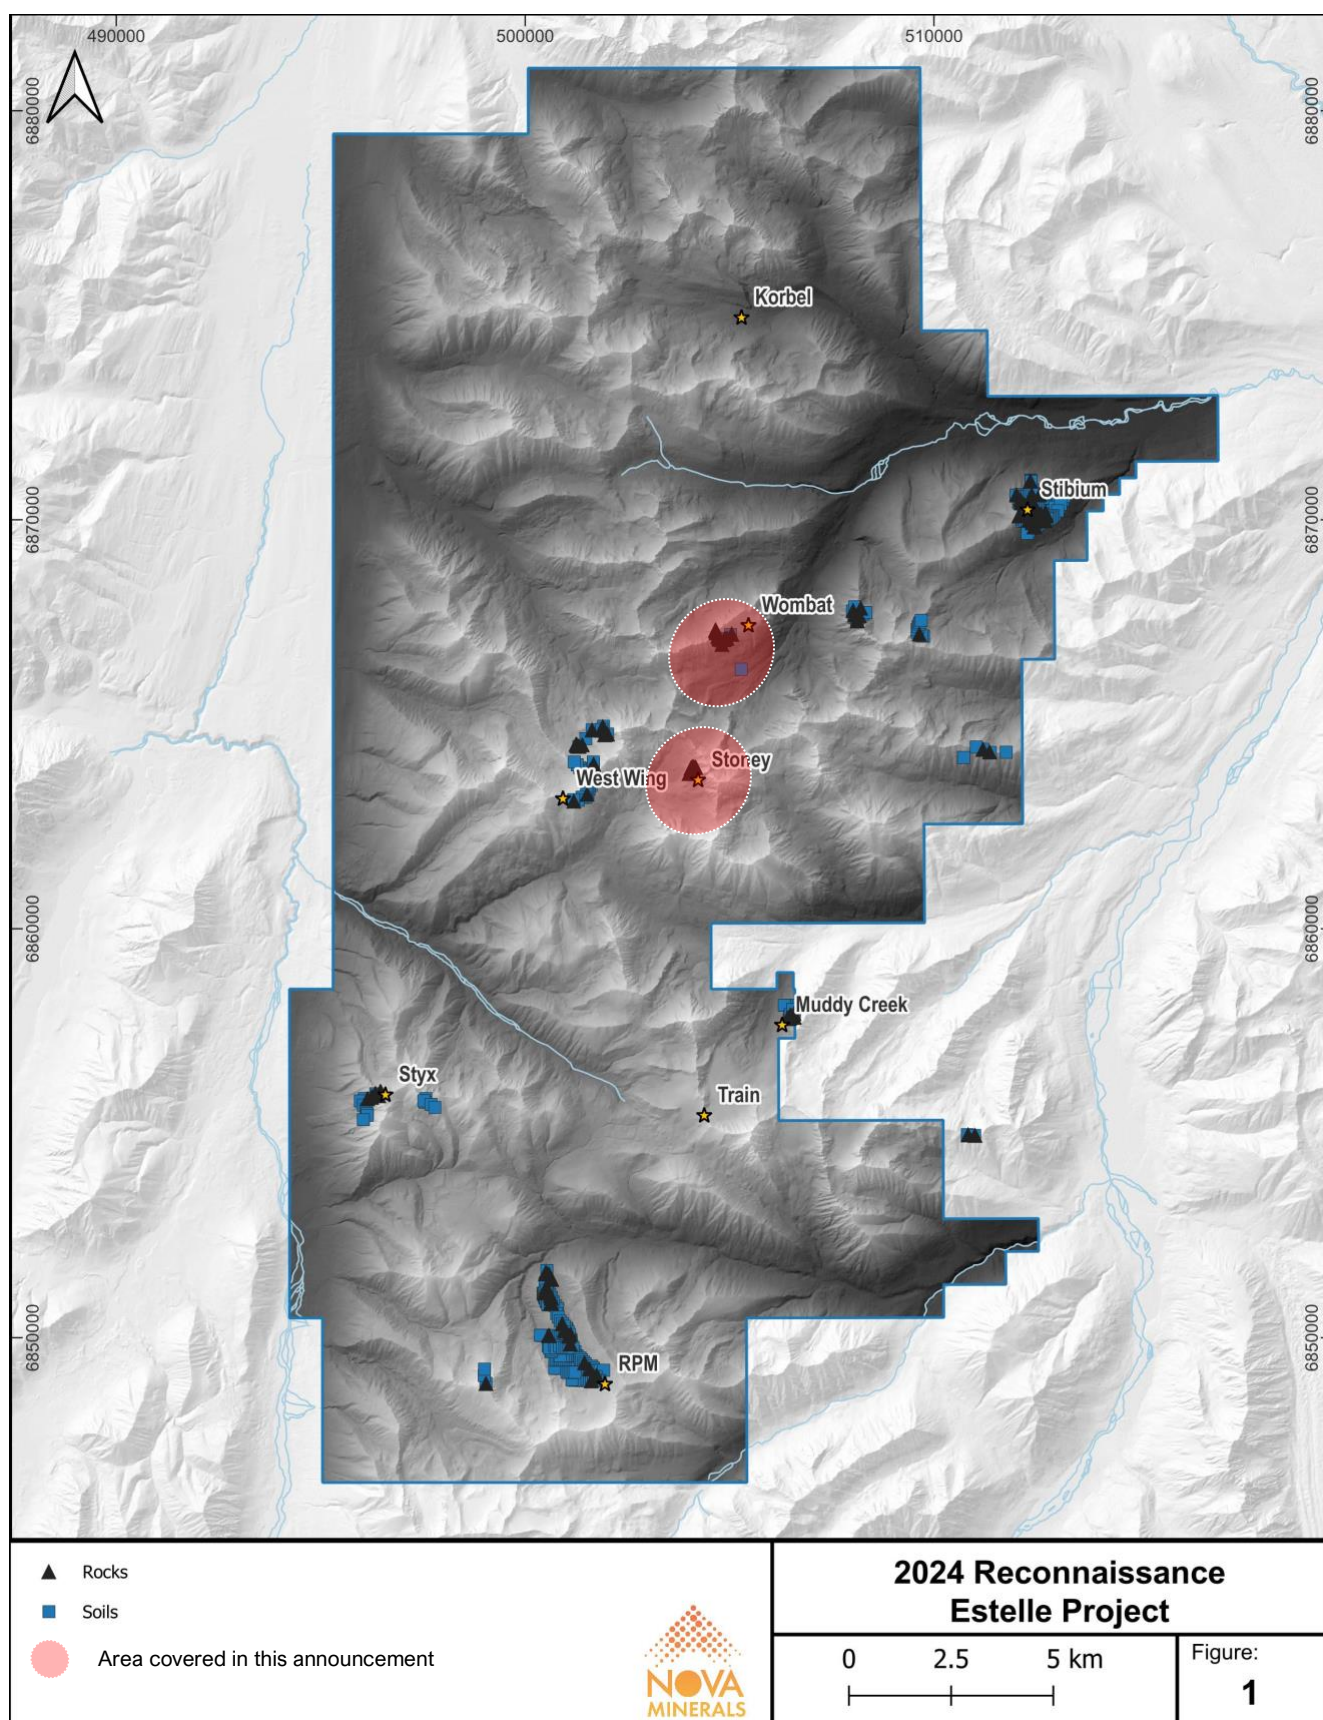 490000
500000
510000
6880000
6880000
Korbel
Stibium
6870000
6870000
Wombat
Stoney
West Wing
6860000
6860000
Muddy Creek
Styx
Train
6850000
6850000
RPM
Rocks
Soils
Area covered in this announcement
NOVA
MINERALS
2024 Reconnaissance
Estelle Project
0 2.5 5 km
Figure:
1